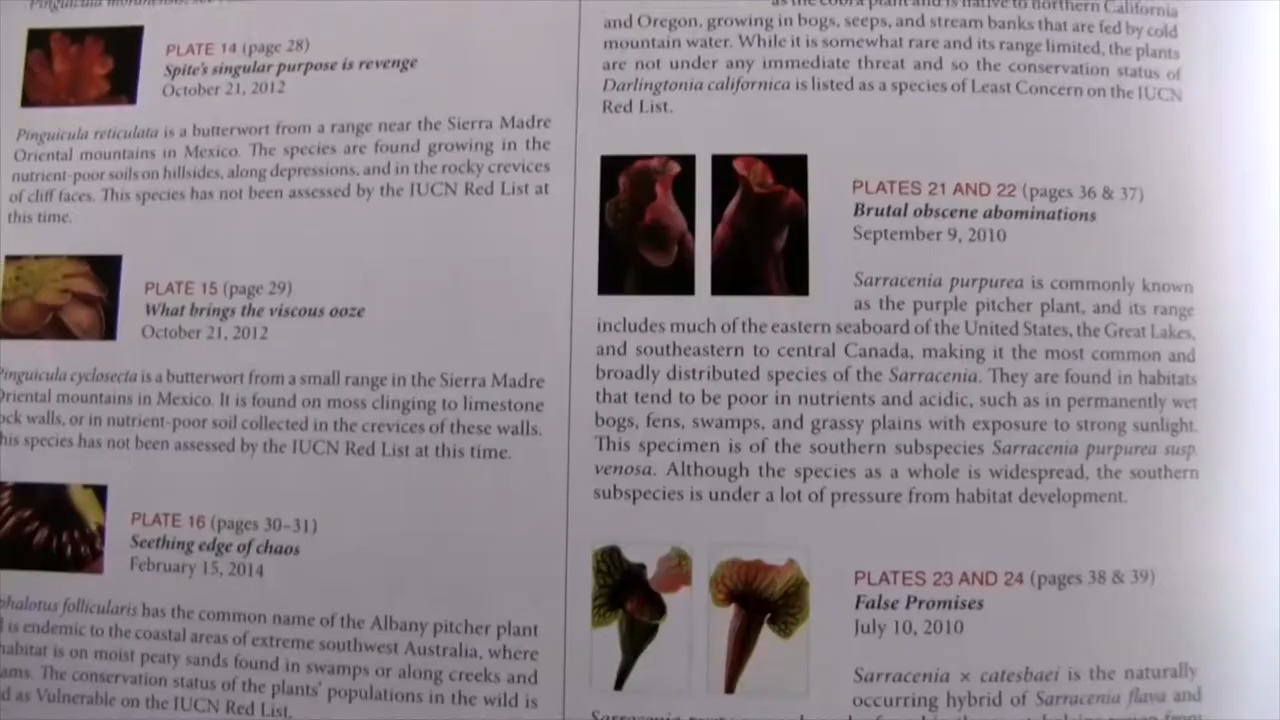 PLATE 14 (page 28)
Spite's singular purpose is revenge
October 21, 2012
Pinguicula reticulata is a butterwort from a range near the Sierra Madre
Oriental mountains in Mexico. The species are found growing in the
nutrient-poor soils on hillsides, along depressions, and in the rocky crevices
of cliff faces. This species has not been assessed by the IUCN Red List at
this time.
PLATE 15 (page 29)
What brings the viscous ooze
October 21, 2012
Pinguicula cyclosecta is a butterwort from a small range in the Sierra Madre
Oriental mountains in Mexico. It is found on moss clinging to limestone
ock walls, or in nutrient-poor soil collected in the crevices of these walls.
his species has not been assessed by the IUCN Red List at this time.
PLATE 16 (pages 30–31)
Seething edge of chaos
February 15, 2014
phalotus follicularis has the common name of the Albany pitcher plant
is endemic to the coastal areas of extreme southwest Australia, where
habitat is on moist peaty sands found in swamps or along creeks and
ams. The conservation status of the plants' populations in the wild is
d as Vulnerable on the IUCN Red List.
as the cobra plant and is native to northern California
and Oregon, growing in bogs, seeps, and stream banks that are fed by cold
mountain water. While it is somewhat rare and its range limited, the plants
are not under any immediate threat and so the conservation status of
Darlingtonia californica is listed as a species of Least Concern on the IUCN
Red List.
PLATES 21 AND 22 (pages 36 & 37)
Brutal obscene abominations
September 9, 2010
Sarracenia purpurea is commonly known
as the purple pitcher plant, and its range
includes much of the eastern seaboard of the United States, the Great Lakes,
and southeastern to central Canada, making it the most common and
broadly distributed species of the Sarracenia. They are found in habitats
that tend to be poor in nutrients and acidic, such as in permanently wet
bogs, fens, swamps, and grassy plains with exposure to strong sunlight.
This specimen is of the southern subspecies Sarracenia purpurea susp.
venosa. Although the species as a whole is widespread, the southern
subspecies is under a lot of pressure from habitat development.
PLATES 23 AND 24 (pages 38 & 39)
False Promises
July 10, 2010
Sarracenia × catesbaei is the naturally
occurring hybrid of Sarracenia flava and